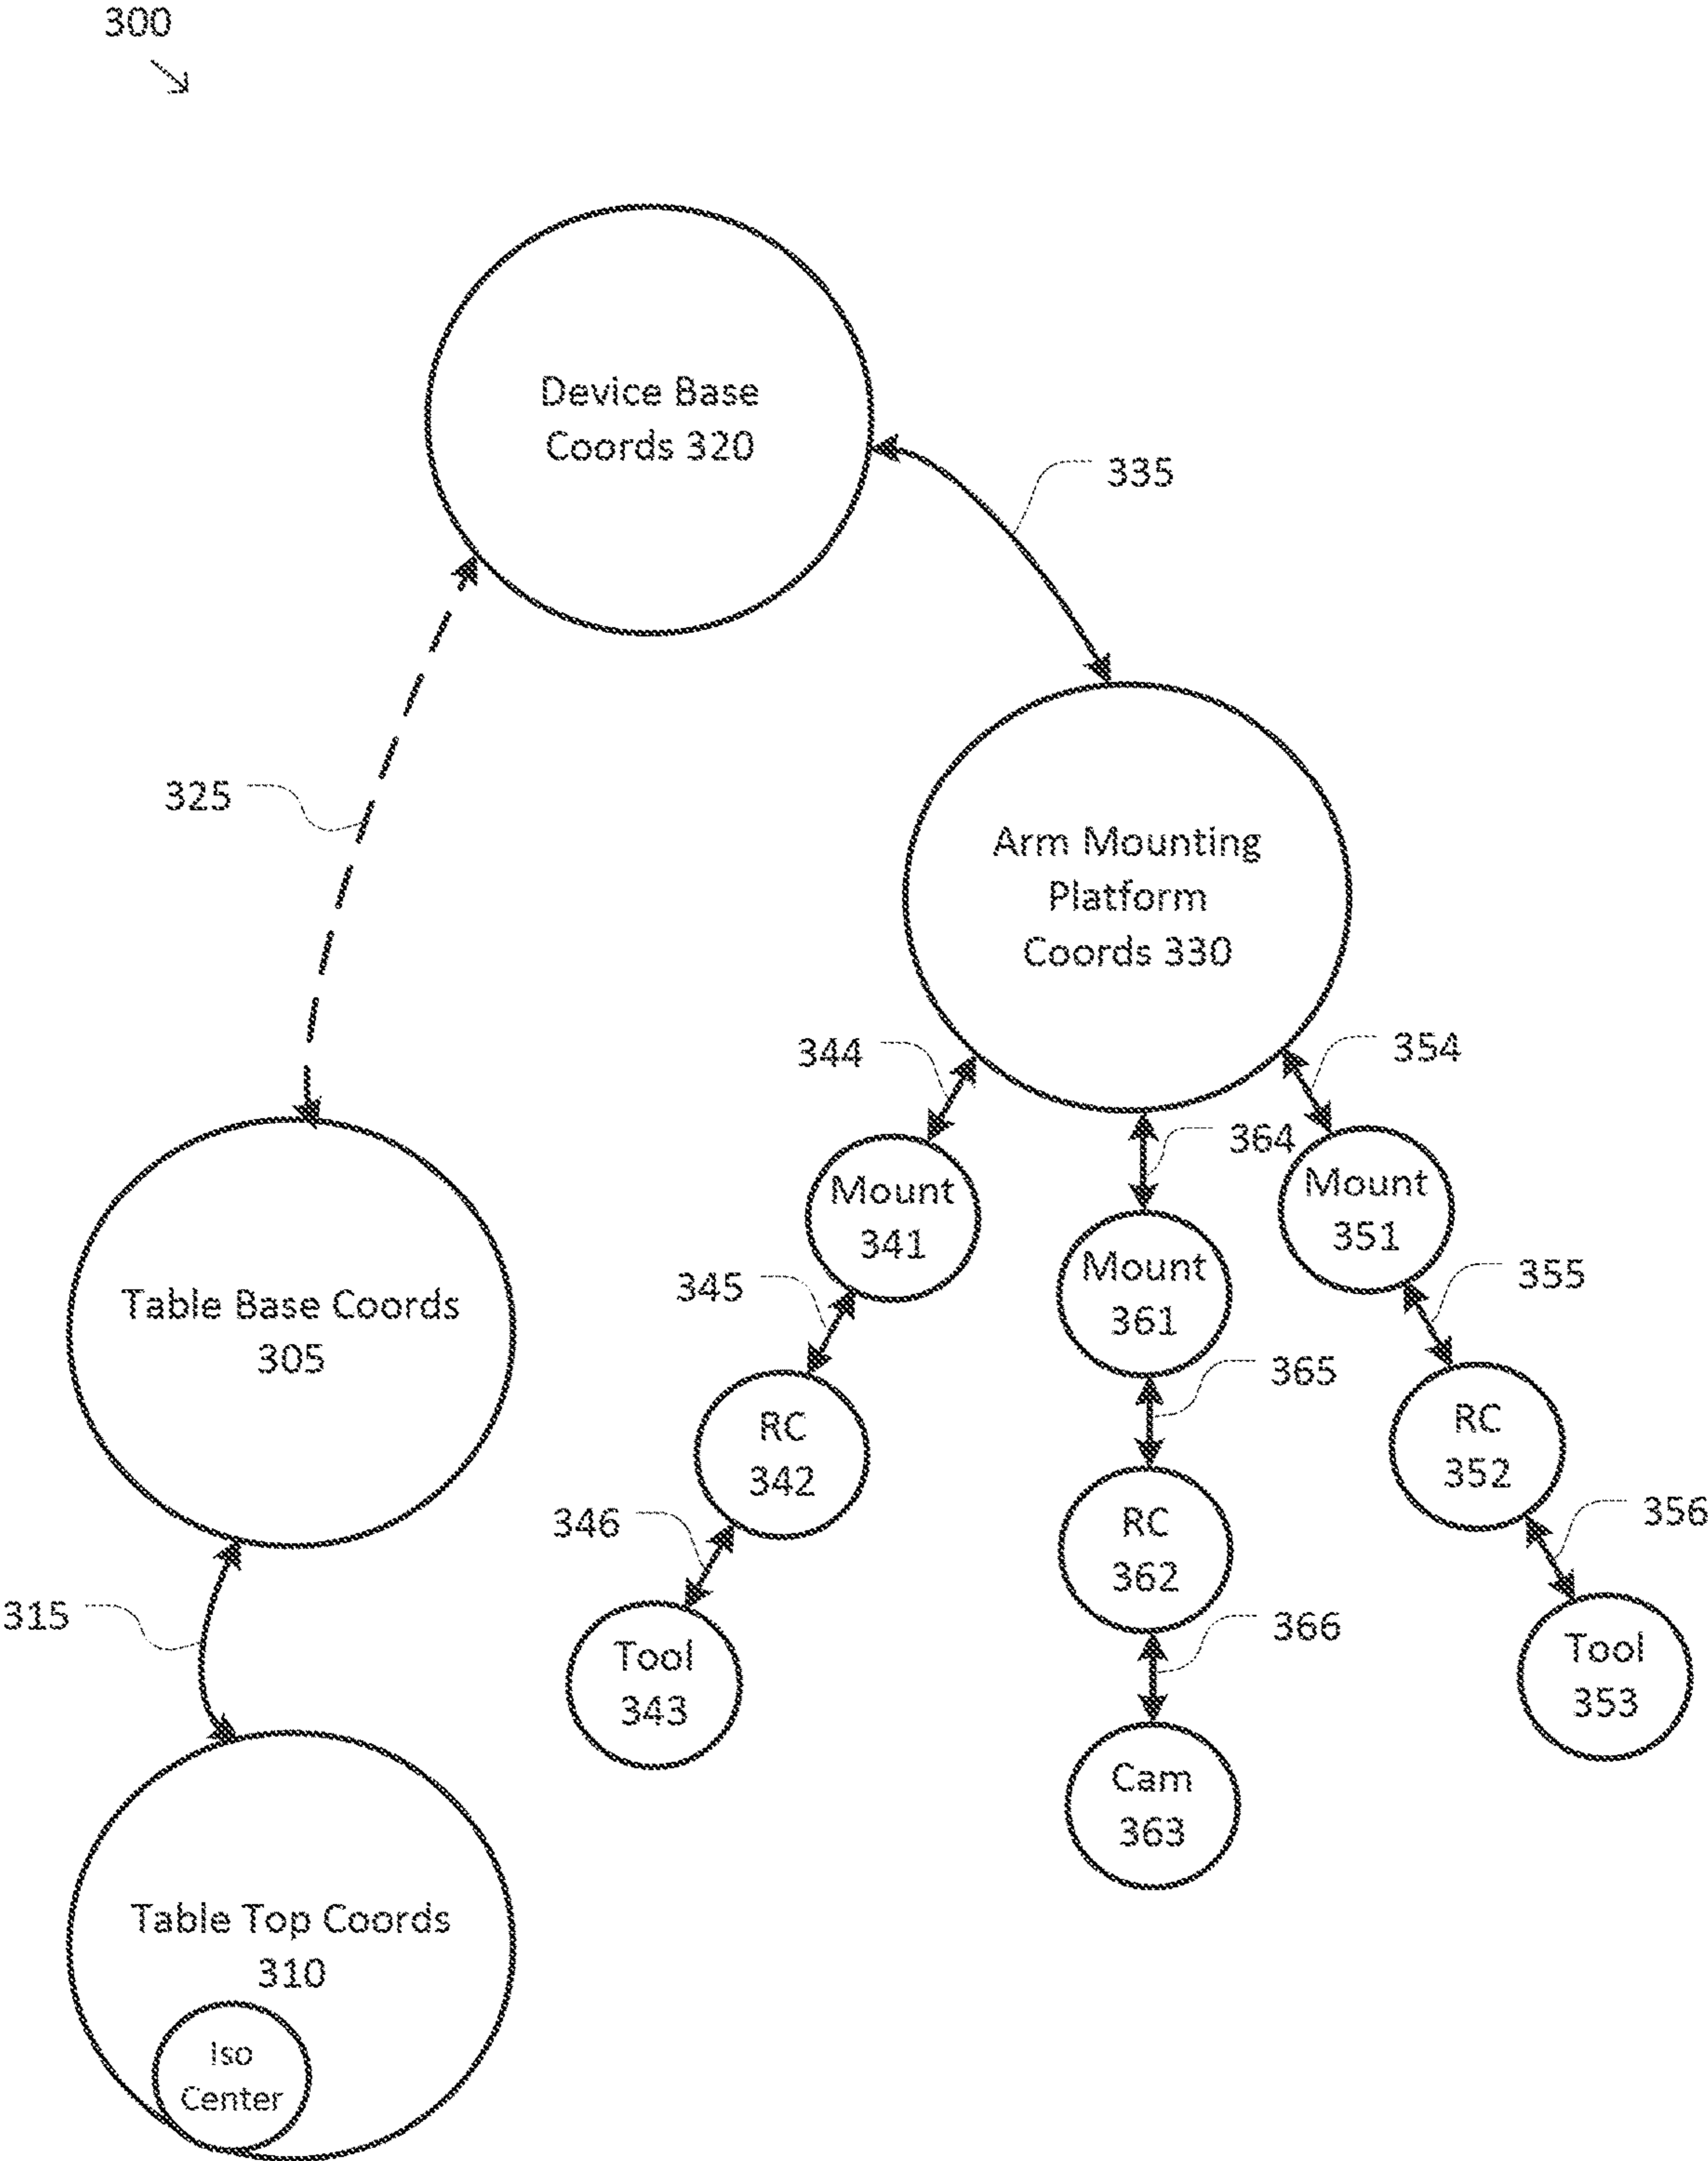 300
Device Base
Coords 320
335
325
Arm Mounting
Platform
Coords 330
344
354
364
Mount
341
Mount
351
Mount
361
345
355
365
Table Base Coords
305
RC
342
RC
352
RC
362
346
356
315
366
Tool
343
Tool
353
Cam
363
Table Top Coords
310
Iso
Center